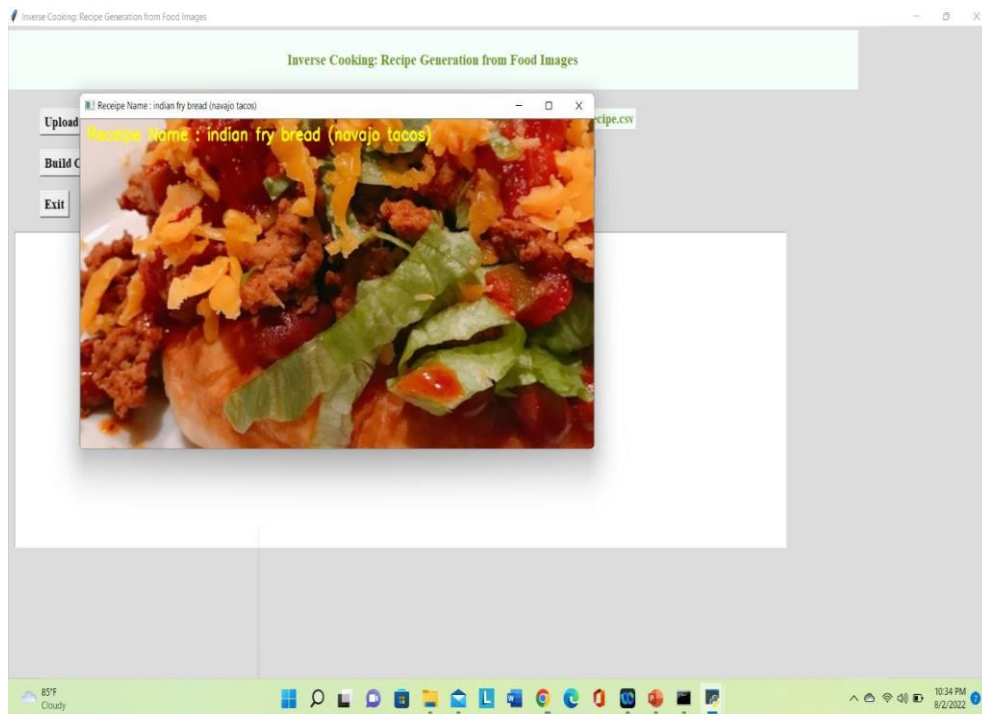 Inverse Cooking: Recipe Generation from Food Images
Inverse Cooking: Recipe Generation from Food Images
Receipe Name : indian fry bread (navajo tacos)
Upload
ecipe.csv
Receipe Name : indian fry bread (navajo tacos)
Build C
Exit
85°F
Cloudy
10:34 PM
8/2/2022
7